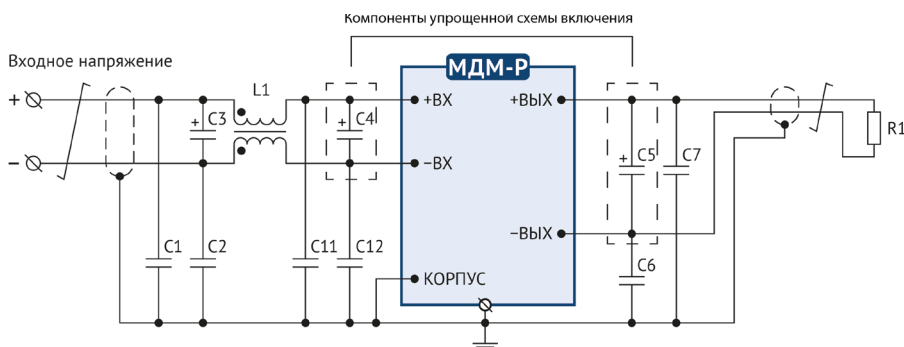 Компоненты упрощенной схемы включения
Входное напряжение
МДМ-Р
L1
+
C3
+
C4
+
+ВХ
+ВЫХ
+
C5
C7
R1
–
–ВХ
–ВЫХ
C1
C2
C11
C12
КОРПУС
C6